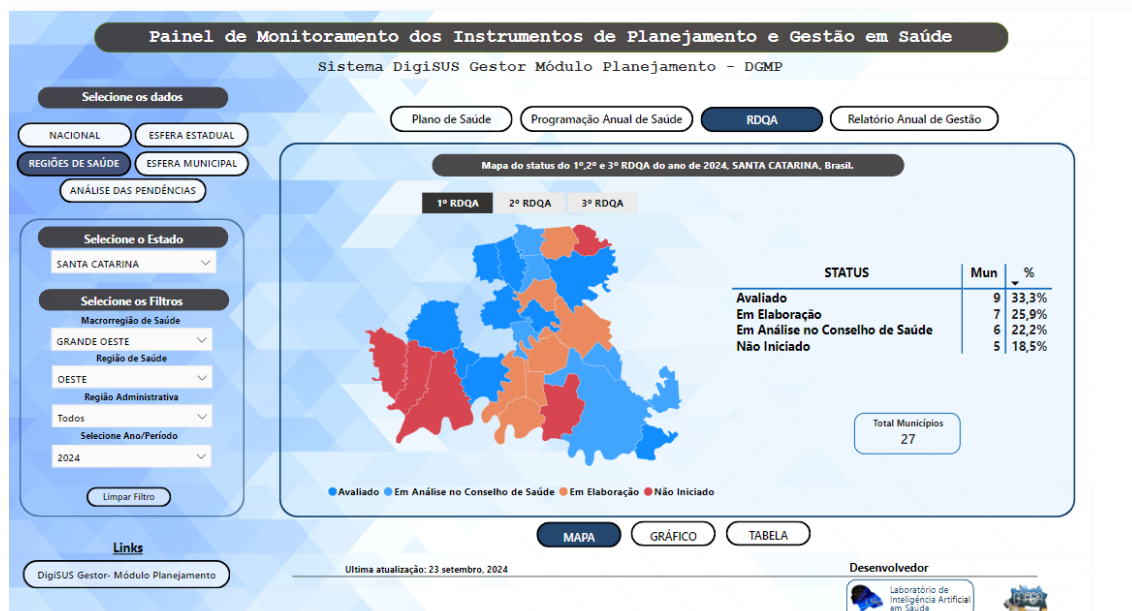 Painel de Monitoramento dos Instrumentos de Planejamento e Gestão em Saúde
Sistema DigiSUS Gestor Módulo Planejamento - DGMP
Selecione os dados
NACIONAL
ESFERA ESTADUAL
REGIÕES DE SAÚDE
ESFERA MUNICIPAL
ANÁLISE DAS PENDÊNCIAS
Selecione o Estado
SANTA CATARINA
Selecione os Filtros
Macrorregião de Saúde
GRANDE OESTE
Região de Saúde
OESTE
Região Administrativa
Todos
Selecione Ano/Período
2024
Limpar Filtro
Links
DigiSUS Gestor- Módulo Planejamento
Plano de Saúde
Programação Anual de Saúde
RDQA
Relatório Anual de Gestão
Mapa do status do 1º,2º e 3º RDQA do ano de 2024, SANTA CATARINA, Brasil.
1º RDQA 2º RDQA 3º RDQA
STATUS Mun %
Avaliado 9 33,3%
Em Elaboração 7 25,9%
Em Análise no Conselho de Saúde 6 22,2%
Não Iniciado 5 18,5%
Total Municípios
27
Avaliado Em Análise no Conselho de Saúde Em Elaboração Não Iniciado
MAPA
GRÁFICO
TABELA
Ultima atualização: 23 setembro, 2024
Desenvolvedor
Laboratório de
Inteligência Artificial
em Saúde